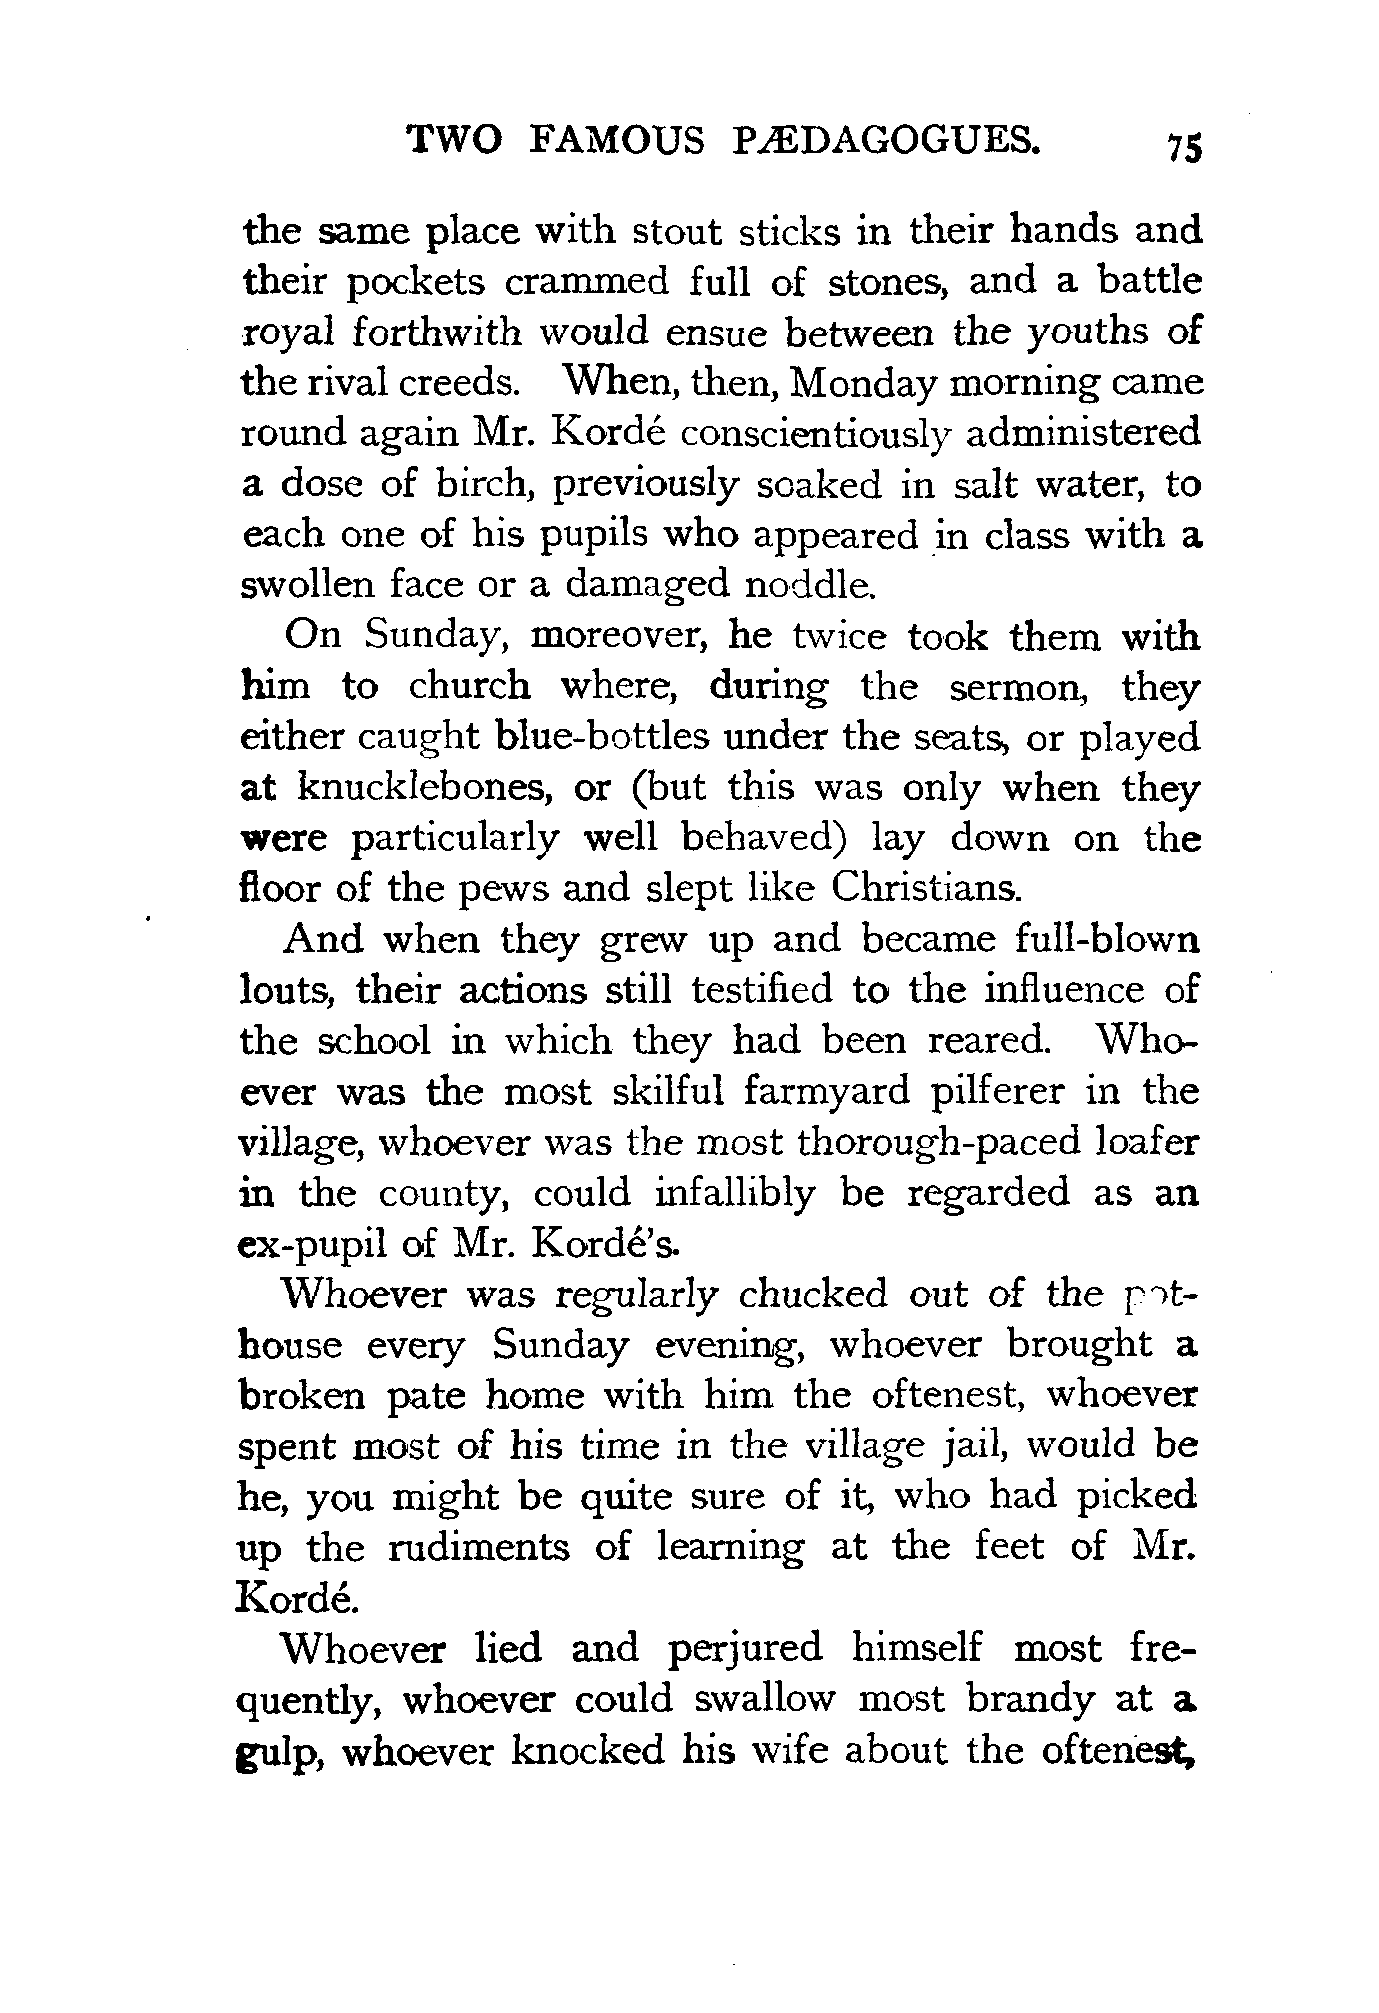 TWO FAMOUS PÆDAGOGUES. 75
the same place with stout sticks in their hands and
their pockets crammed full of stones, and a battle
royal forthwith would ensue between the youths of
the rival creeds. When, then, Monday morning came
round again Mr. Kordé conscientiously administered
a dose of birch, previously soaked in salt water, to
each one of his pupils who appeared in class with a
swollen face or a damaged noddle.
On Sunday, moreover, he twice took them with
him to church where, during the sermon, they
either caught blue-bottles under the seats, or played
at knucklebones, or (but this was only when they
were particularly well behaved) lay down on the
floor of the pews and slept like Christians.
And when they grew up and became full-blown
louts, their actions still testified to the influence of
the school in which they had been reared. Who-
ever was the most skilful farmyard pilferer in the
village, whoever was the most thorough-paced loafer
in the county, could infallibly be regarded as an
ex-pupil of Mr. Kordé's.
Whoever was regularly chucked out of the pot-
house every Sunday evening, whoever brought a
broken pate home with him the oftenest, whoever
spent most of his time in the village jail, would be
he, you might be quite sure of it, who had picked
up the rudiments of learning at the feet of Mr.
Kordé.
Whoever lied and perjured himself most fre-
quently, whoever could swallow most brandy at a
gulp, whoever knocked his wife about the oftenest,